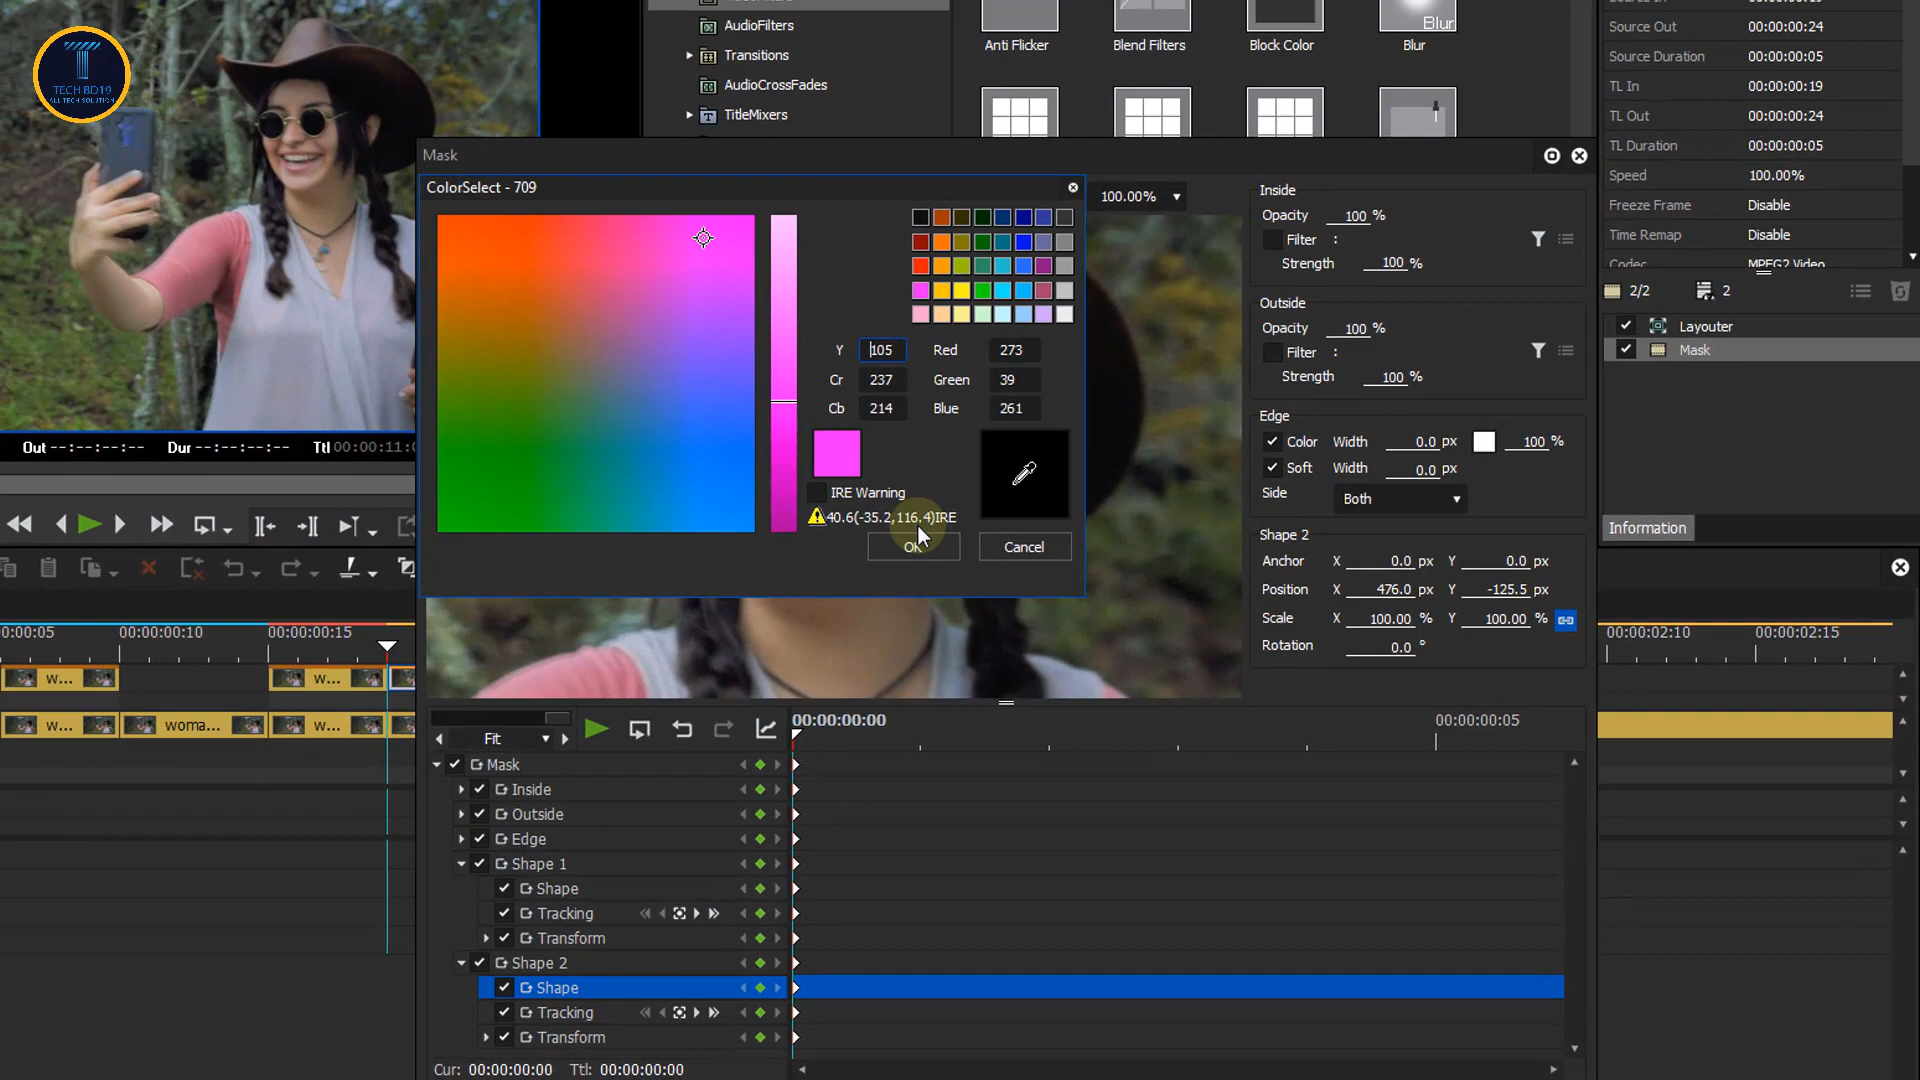 TECH BD19
ALL TECH SOLUTION
AudioFilters
Transitions
AudioCrossFades
TitleMixers
Anti Flicker
Blend Filters
Block Color
Blur
Blur
Source Out 00:00:00:24
Source Duration 00:00:00:05
TL In 00:00:00:19
TL Out 00:00:00:24
TL Duration 00:00:00:05
Speed 100.00%
Freeze Frame Disable
Time Remap Disable
Codec MPEG2 Video
2/2 2
Layouter
Mask
Information
Mask
ColorSelect - 709
100.00%
Y 105 Red 273
Cr 237 Green 39
Cb 214 Blue 261
IRE Warning
40.6(-35.2,116.4)IRE
OK Cancel
Inside
Opacity 100 %
Filter :
Strength 100 %
Outside
Opacity 100 %
Filter :
Strength 100 %
Edge
Color Width 0.0 px 100 %
Soft Width 0.0 px
Side Both
Shape 2
Anchor X 0.0 px Y 0.0 px
Position X 476.0 px Y -125.5 px
Scale X 100.00 % Y 100.00 %
Rotation 0.0 °
Out --:--:--:-- Dur --:--:--:-- Ttl 00:00:11:0
0:00:05 00:00:00:10 00:00:00:15
00:00:02:10 00:00:02:15
w... w...
w... woma... w...
Fit
00:00:00:00 00:00:00:05
Mask
Inside
Outside
Edge
Shape 1
Shape
Tracking
Transform
Shape 2
Shape
Tracking
Transform
Cur: 00:00:00:00 Ttl: 00:00:00:00